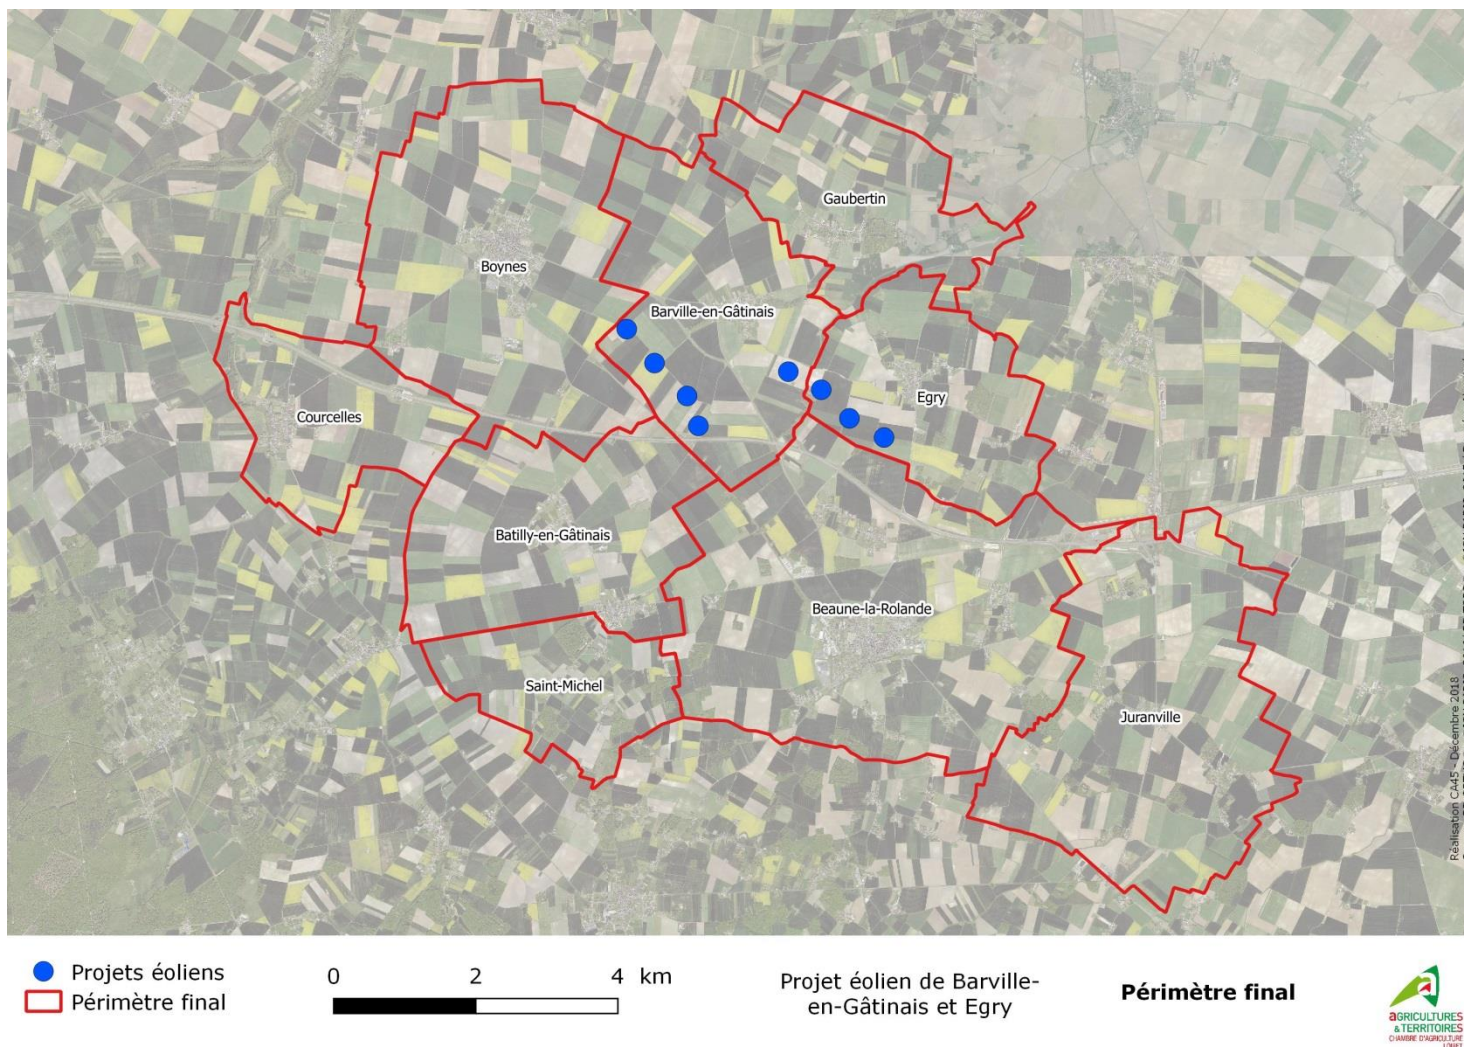 Gaubertin
Boynes
Barville-en-Gâtinais
Egry
Courcelles
Batilly-en-Gâtinais
Beaune-la-Rolande
Saint-Michel
Juranville
Réalisation CA45 - Décembre 2018
Projets éoliens
Périmètre final
0 2 4 km
Projet éolien de Barville-
en-Gâtinais et Egry
Périmètre final
aGRICULTURES
& TERRITOIRES
CHAMBRE D'AGRICULTURE
LOIRET